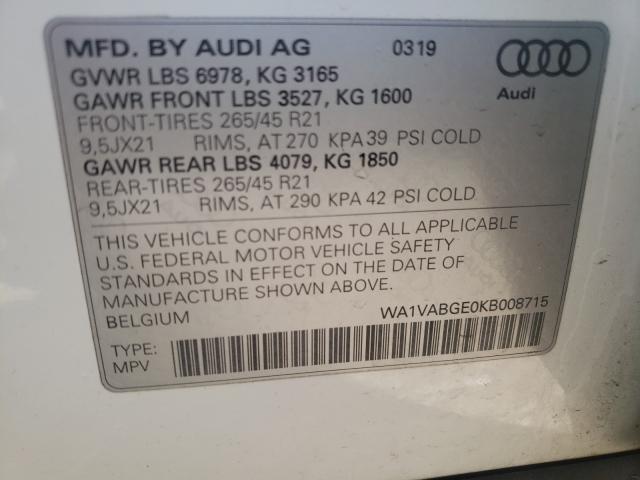 MFD. BY AUDI AG 0319
GVWR LBS 6978, KG 3165
GAWR FRONT LBS 3527, KG 1600
Audi
FRONT-TIRES 265/45 R21
9,5JX21 RIMS, AT 270 KPA 39 PSI COLD
GAWR REAR LBS 4079, KG 1850
REAR-TIRES 265/45 R21
9,5JX21 RIMS, AT 290 KPA 42 PSI COLD
THIS VEHICLE CONFORMS TO ALL APPLICABLE
U.S. FEDERAL MOTOR VEHICLE SAFETY
STANDARDS IN EFFECT ON THE DATE OF
MANUFACTURE SHOWN ABOVE.
BELGIUM WA1VABGE0KB008715
TYPE:
MPV